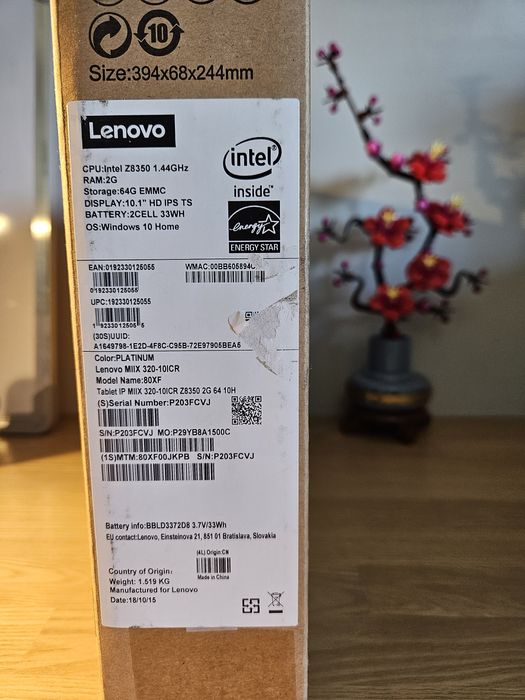 10
Size:394x68x244mm
Lenovo
CPU:Intel Z8350 1.44GHz
RAM:2G
Storage:64G EMMC
DISPLAY:10.1" HD IPS TS
BATTERY:2CELL 33WH
OS:Windows 10 Home
intel
inside
energy
ENERGY STAR
EAN:0192330125055
0192330125055
WMAC:00BB605894
UPC:192330125055
(30S)UUID:
A1649798-1E2D-4F8C-C95B-72E97905BEA5
Color:PLATINUM
Lenovo MIIX 320-10ICR
Model Name:80XF
Tablet IP MIIX 320-10ICR Z8350 2G 64 10H
(S)Serial Number:P203FCVJ
S/N:P203FCVJ MO:P29YB8A1500C
(1S)MTM:80XF00JKPB S/N:P203FCVJ
Battery info:BBLD3372D8 3.7V/33Wh
EU contact:Lenovo, Einsteinova 21, 851 01 Bratislava, Slovakia
(4L) Origin:CN
Made in China
Country of Origin:
Weight: 1.519 KG
Manufactured for Lenovo
Date:18/10/15